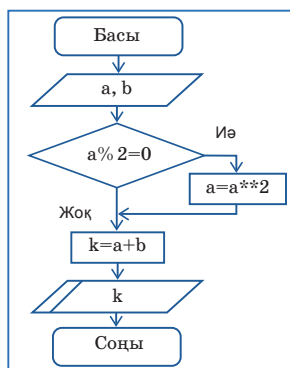 Басы
a, b
Иә
a% 2=0
a=a**2
Жоқ
k=a+b
k
Соңы